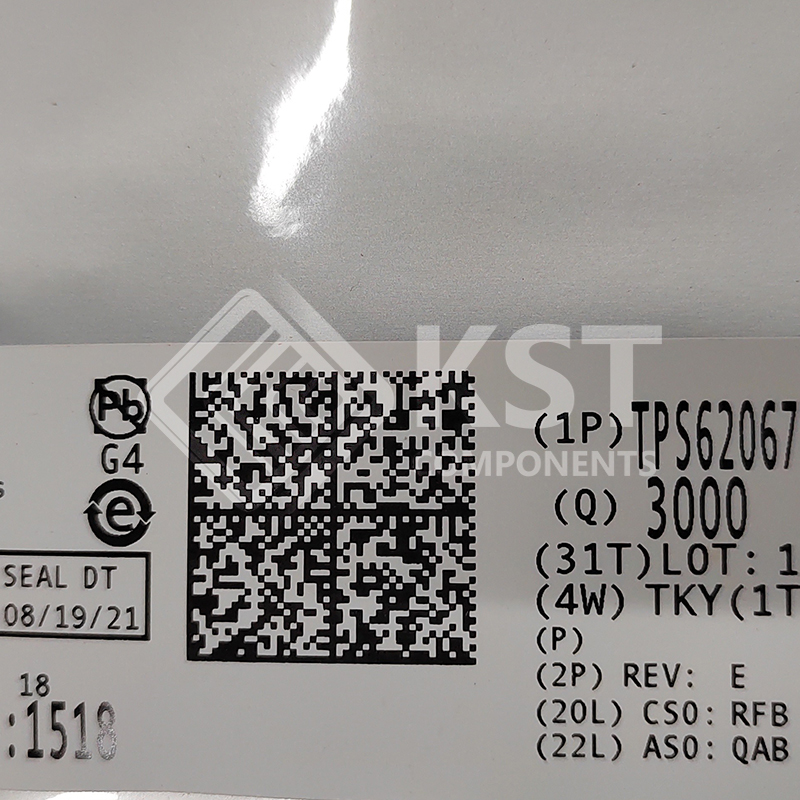 KST
COMPONENTS
Pb
G4
e
s
SEAL DT
08/19/21
18
:1518
(1P) TPS62067
(Q) 3000
(31T)LOT: 1
(4W) TKY(1T
(P)
(2P) REV: E
(20L) CSO: RFB
(22L) ASO: QAB